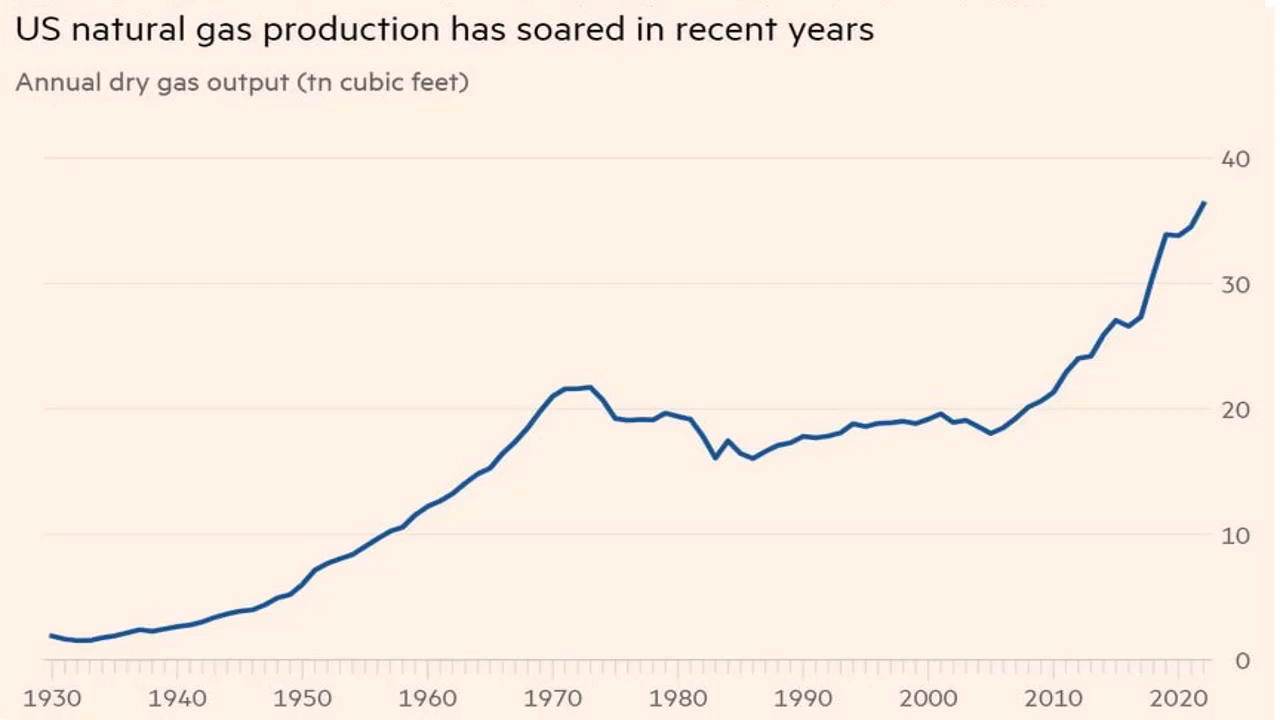 US natural gas production has soared in recent years
Annual dry gas output (tn cubic feet)
40
30
20
10
0
1930 1940 1950 1960 1970 1980 1990 2000 2010 2020